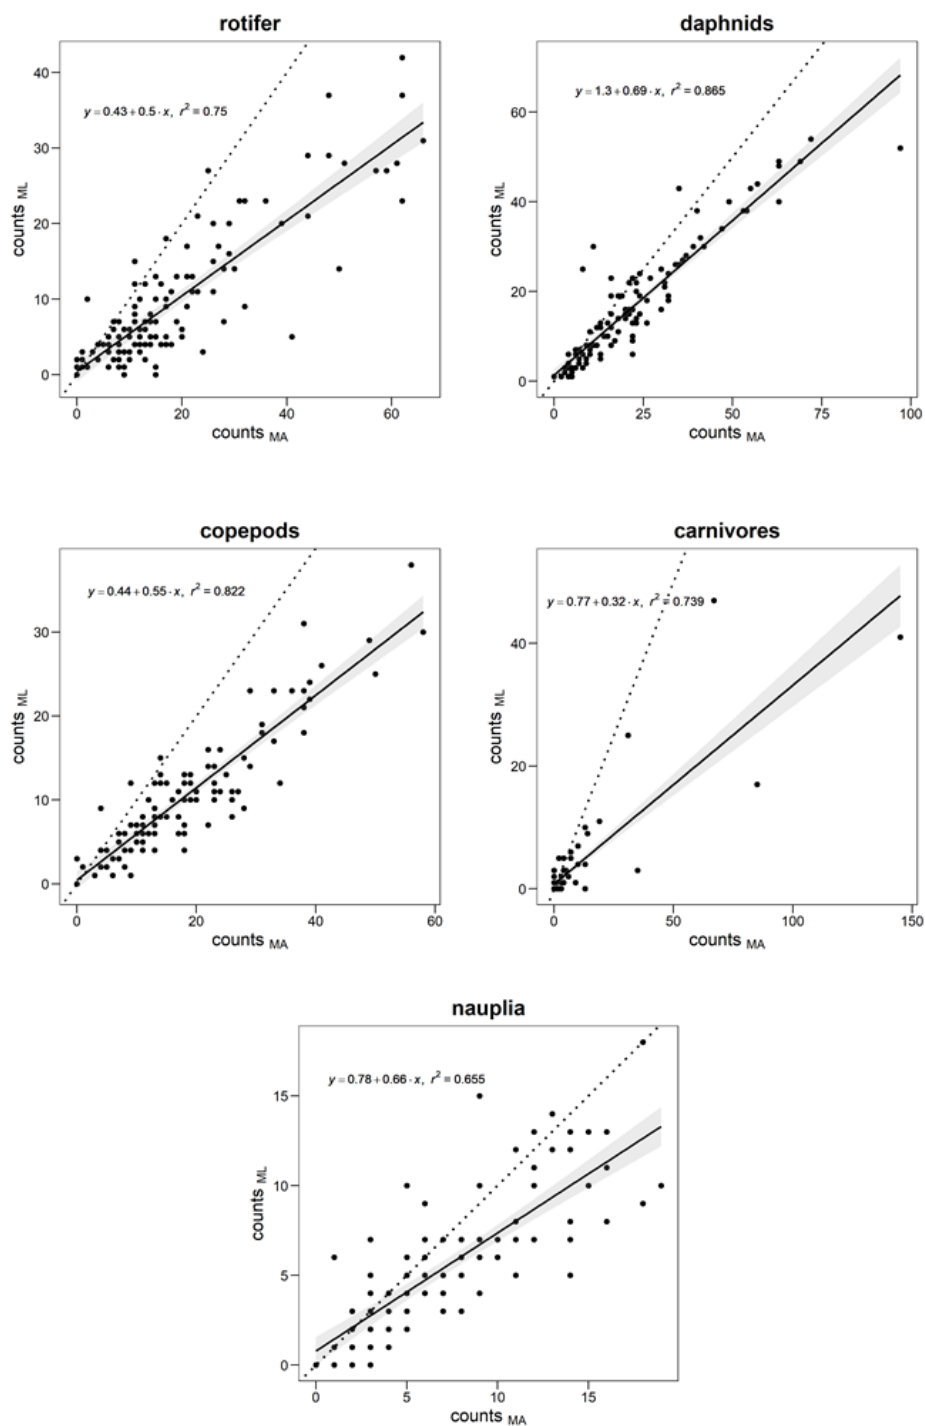 rotifer
y = 0.43 + 0.5 · x, r² = 0.75
counts ML
40
30
20
10
0
0 20 40 60
counts MA
daphnids
y = 1.3 + 0.69 · x, r² = 0.865
counts ML
60
40
20
0
0 25 50 75 100
counts MA
copepods
y = 0.44 + 0.55 · x, r² = 0.822
counts ML
30
20
10
0
0 20 40 60
counts MA
carnivores
y = 0.77 + 0.32 · x, r² = 0.739
counts ML
40
20
0
0 50 100 150
counts MA
nauplia
y = 0.78 + 0.66 · x, r² = 0.655
counts ML
15
10
5
0
0 5 10 15
counts MA